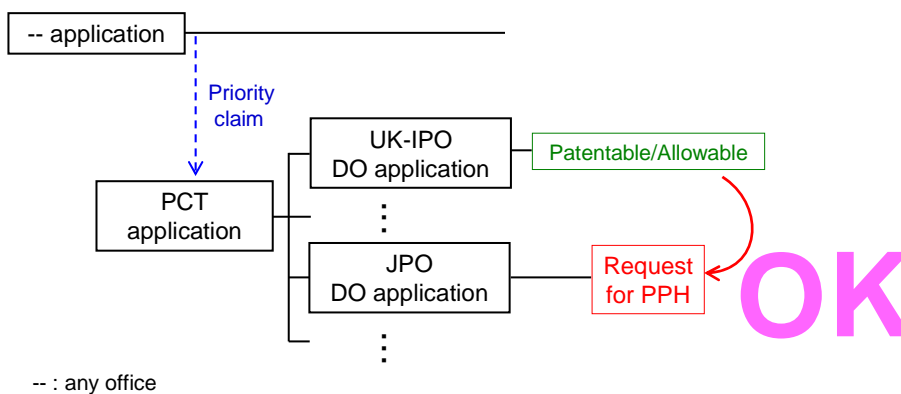 -- application
Priority
claim
UK-IPO
DO application
Patentable/Allowable
PCT
application
⋮
JPO
DO application
Request
for PPH
OK
⋮
-- : any office